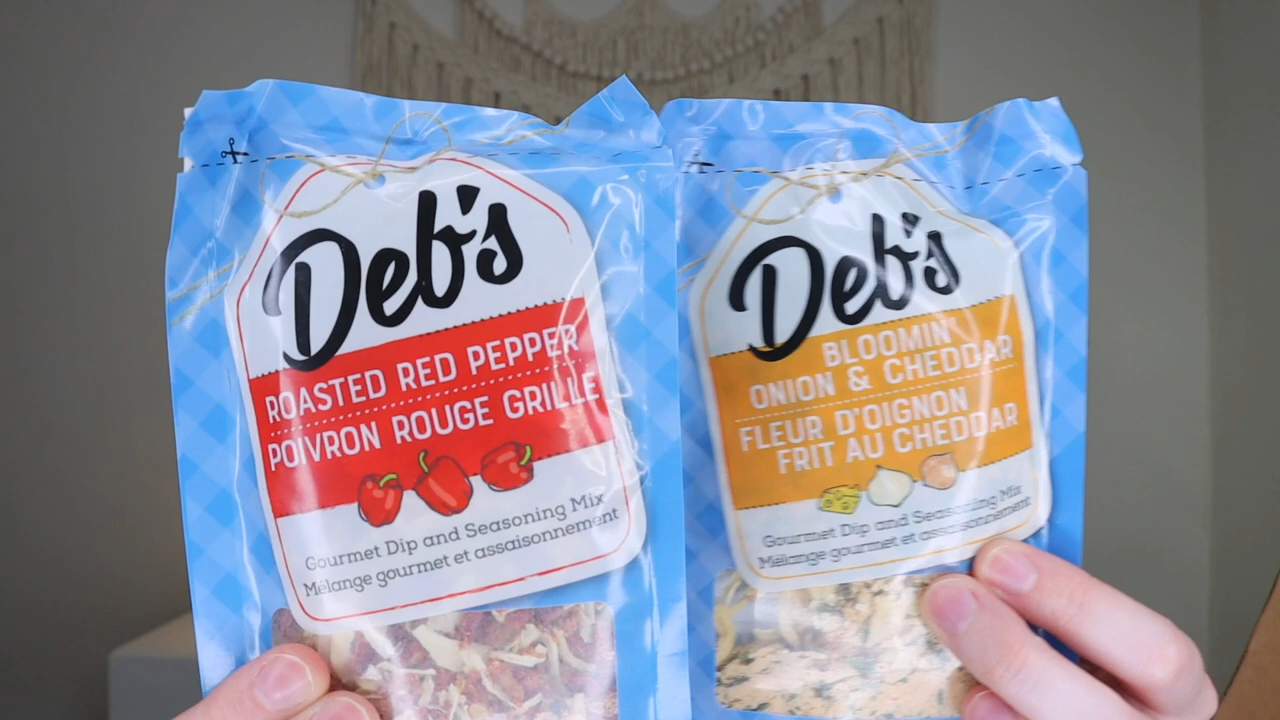 Deb's
ROASTED RED PEPPER
POIVRON ROUGE GRILLE
Gourmet Dip and Seasoning Mix
Mélange gourmet et assaisonnement
Deb's
BLOOMIN'
ONION & CHEDDAR
FLEUR D'OIGNON
FRIT AU CHEDDAR
Gourmet Dip and Seasoning Mix
Mélange gourmet et assaisonnement